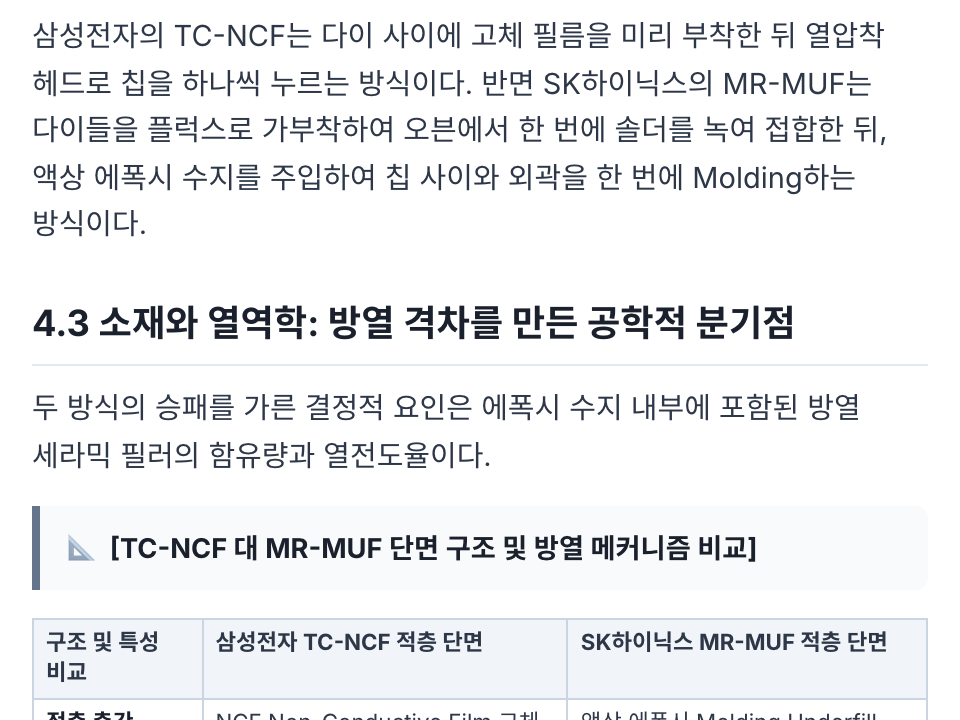 삼성전자의 TC-NCF는 다이 사이에 고체 필름을 미리 부착한 뒤 열압착
헤드로 칩을 하나씩 누르는 방식이다. 반면 SK하이닉스의 MR-MUF는
다이들을 플럭스로 가부착하여 오븐에서 한 번에 솔더를 녹여 접합한 뒤,
액상 에폭시 수지를 주입하여 칩 사이와 외곽을 한 번에 Molding하는
방식이다.
4.3 소재와 열역학: 방열 격차를 만든 공학적 분기점
두 방식의 승패를 가른 결정적 요인은 에폭시 수지 내부에 포함된 방열
세라믹 필러의 함유량과 열전도율이다.
[TC-NCF 대 MR-MUF 단면 구조 및 방열 메커니즘 비교]
구조 및 특성
비교
삼성전자 TC-NCF 적층 단면
SK하이닉스 MR-MUF 적층 단면